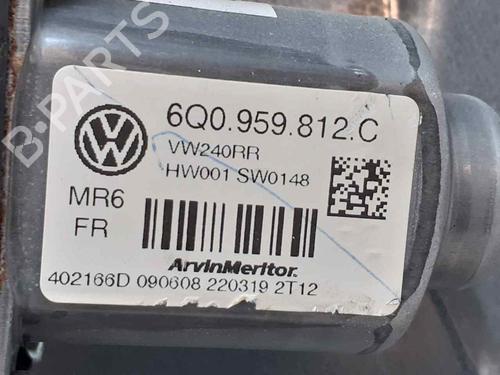 B-PARTS
6Q0.959.812.C
VW240RR
HW001 SW0148
MR6
FR
ArvinMeritor.
402166D 090608 220319 2T12